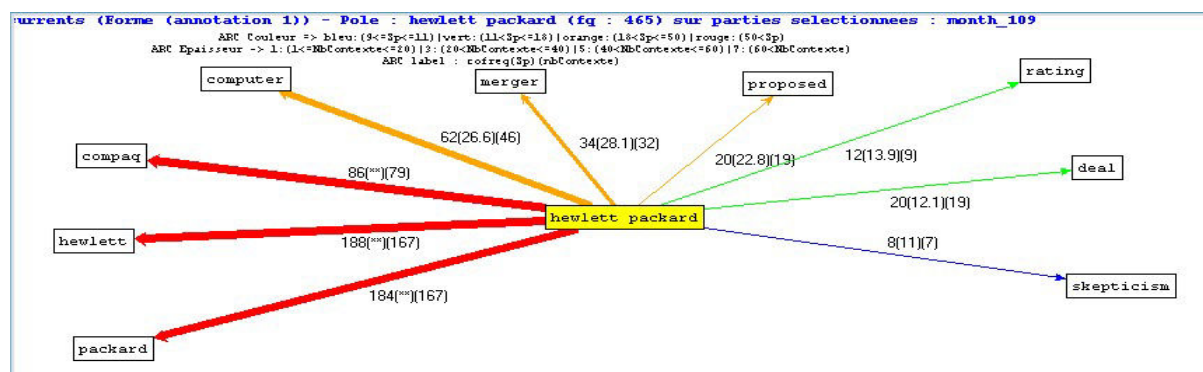 currents (Forme (annotation 1)) - Pole : hewlett packard (fq : 465) sur parties selectionnees : month_109
ARC Couleur => bleu:(9<=Sp<=11)|vert:(11<Sp<=18)|orange:(18<Sp<=50)|rouge:(50<Sp)
ARC Epaisseur -> 1:(1<=NbContexte<=20)|3:(20<NbContexte<=40)|5:(40<NbContexte<=60)|7:(60<NbContexte)
ARC label : cofreq(Sp)(nbContexte)
computer
merger
proposed
rating
62(26.6)(46)
34(28.1)(32)
20(22.8)(19)
12(13.9)(9)
compaq
86(**)(79)
deal
20(12.1)(19)
hewlett packard
hewlett
188(**)(167)
8(11)(7)
skepticism
184(**)(167)
packard